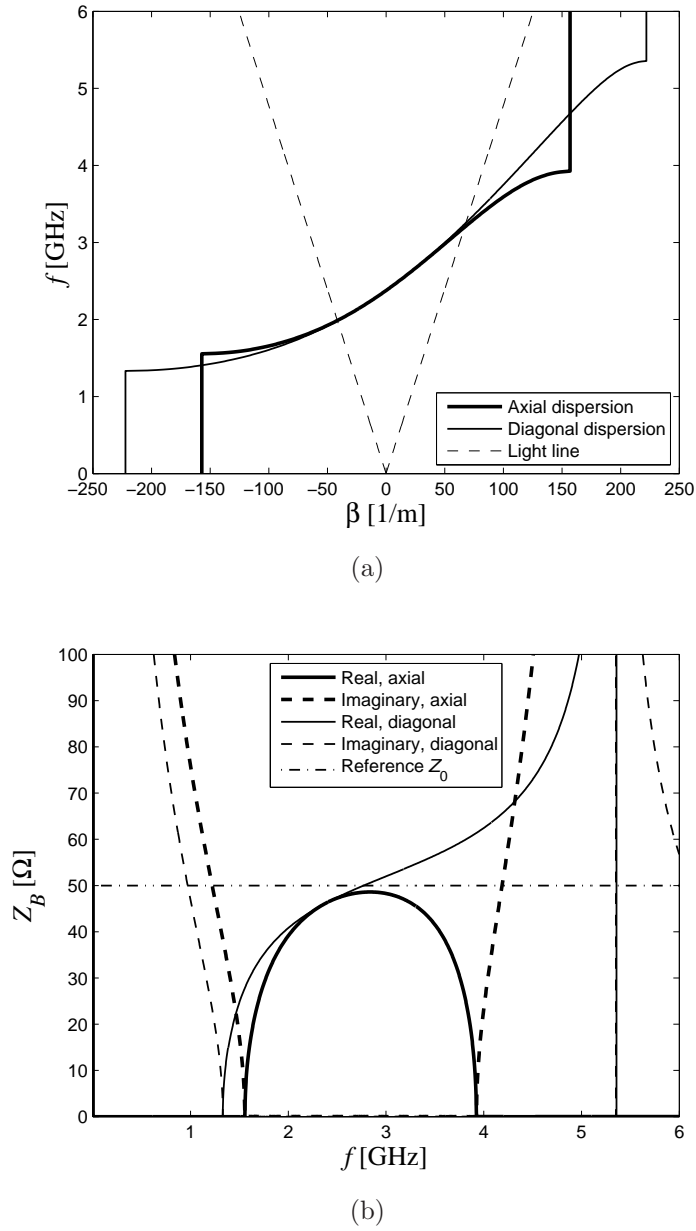 6
5
4
3
2
1
0
f [GHz]
−250 −200 −150 −100 −50 0 50 100 150 200 250
β [1/m]
Axial dispersion
Diagonal dispersion
Light line
(a)
100
90
80
70
60
50
40
30
20
10
0
Z_B [Ω]
Real, axial
Imaginary, axial
Real, diagonal
Imaginary, diagonal
Reference Z_0
1 2 3 4 5 6
f [GHz]
(b)